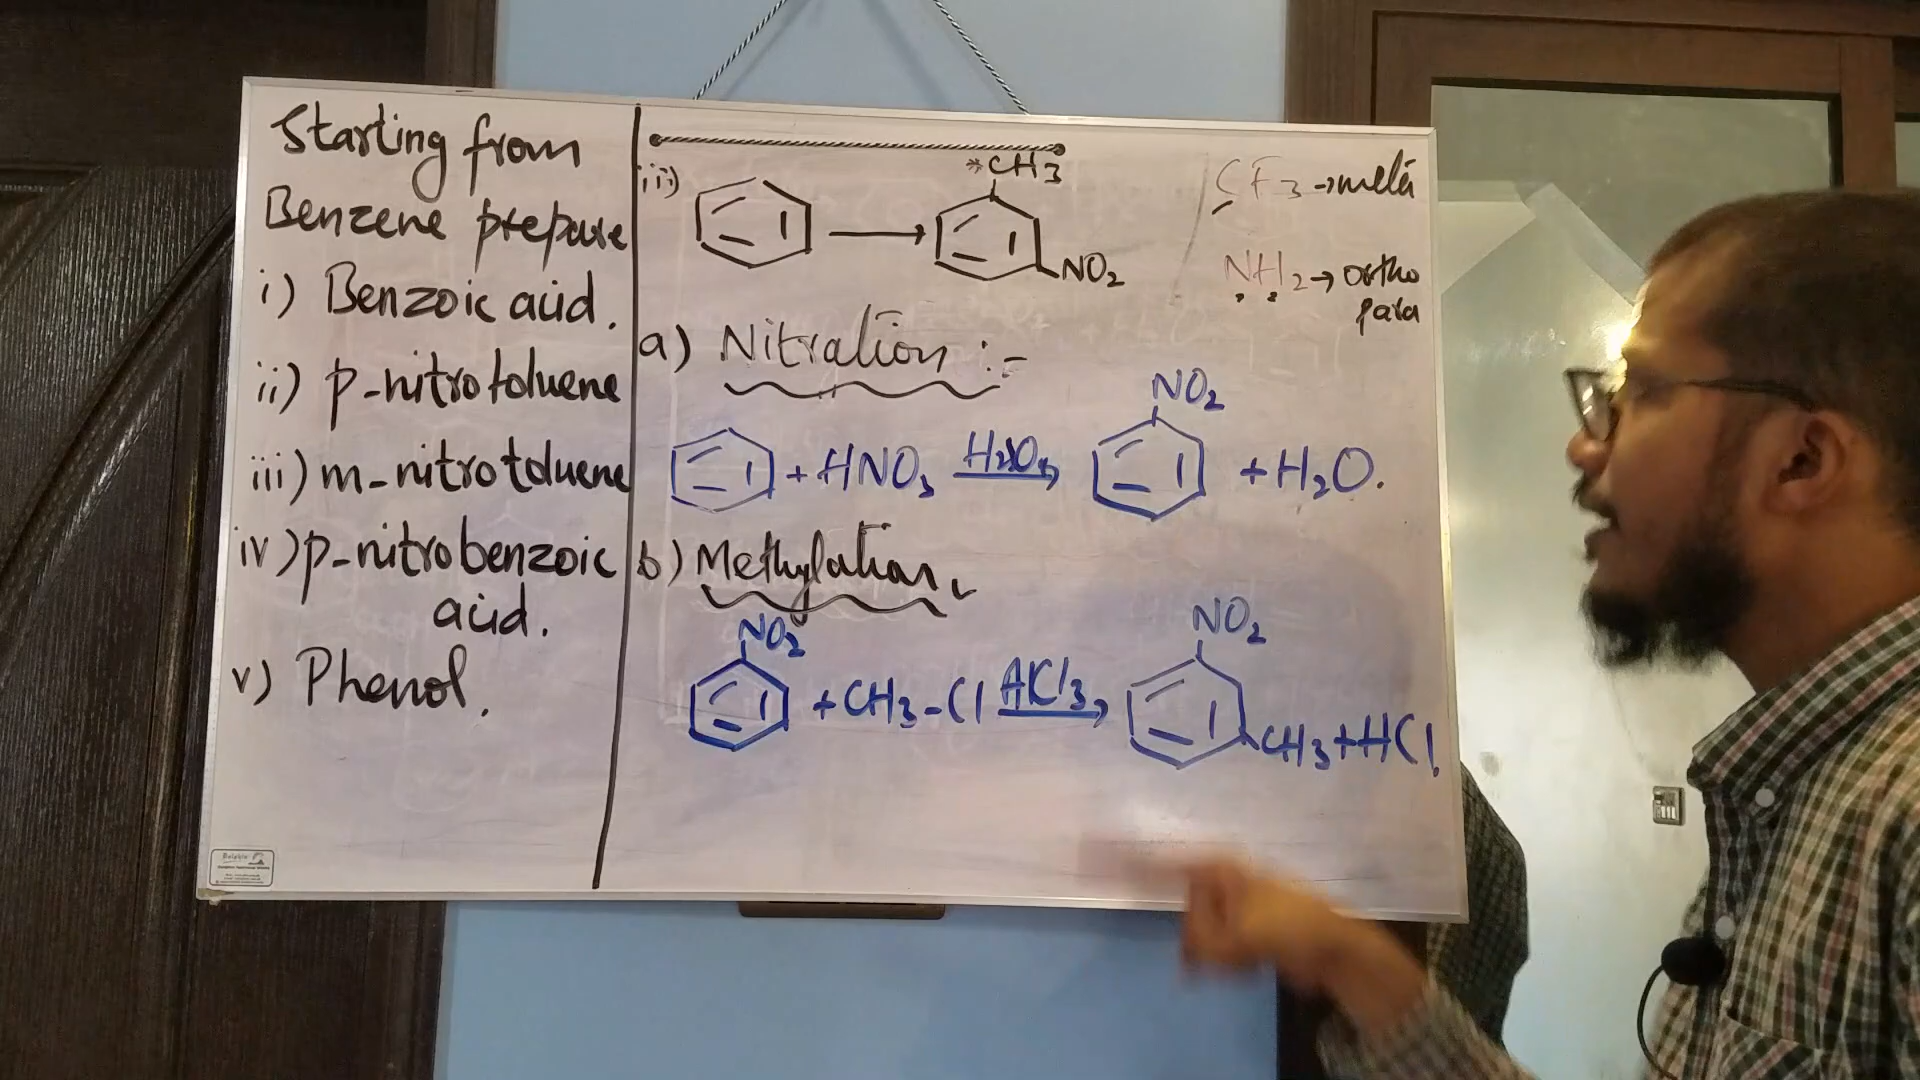 Starting from
Benzene prepare
i) Benzoic acid.
ii) p-nitrotoluene
iii) m-nitrotoluene
iv) p-nitrobenzoic
acid.
v) Phenol.
iii)
*CH3
NO2
CF3 → meta
NH2 → ortho
para
a) Nitration :-
NO2
+ HNO3 H2SO4 + H2O.
b) Methylation
NO2
NO2
+ CH3-Cl AlCl3 CH3 + HCl